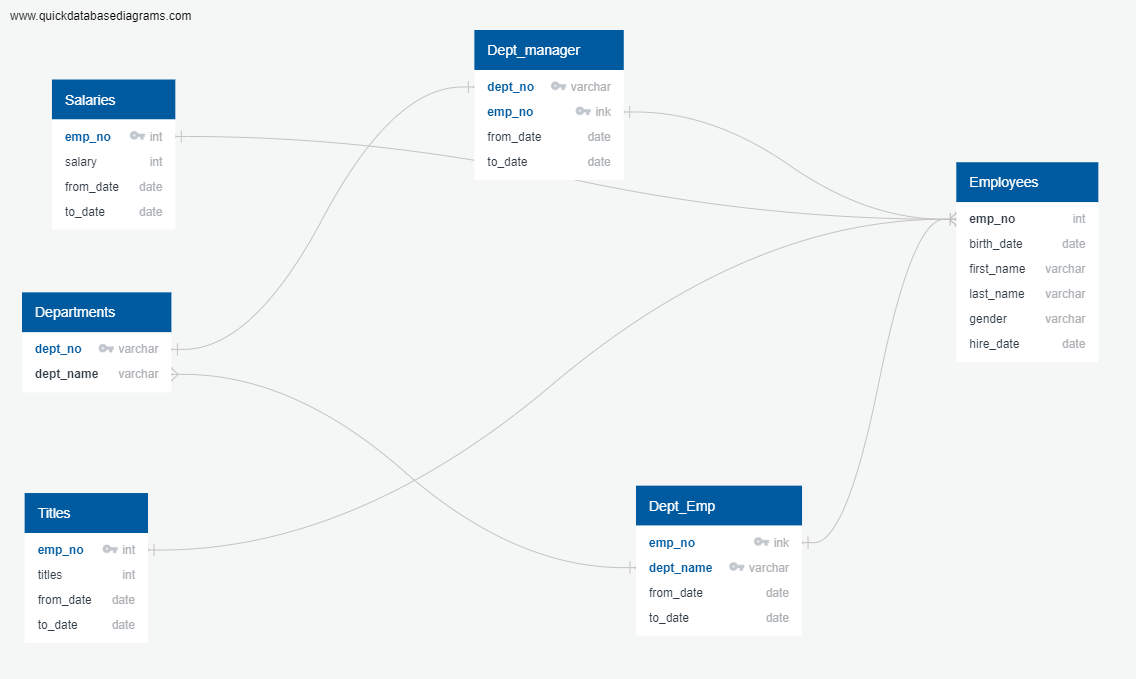 www.quickdatabasediagrams.com
Dept_manager
dept_no varchar
emp_no ink
from_date date
to_date date
Salaries
emp_no int
salary int
from_date date
to_date date
Employees
emp_no int
birth_date date
first_name varchar
last_name varchar
gender varchar
hire_date date
Departments
dept_no varchar
dept_name varchar
Titles
emp_no int
titles int
from_date date
to_date date
Dept_Emp
emp_no ink
dept_name varchar
from_date date
to_date date